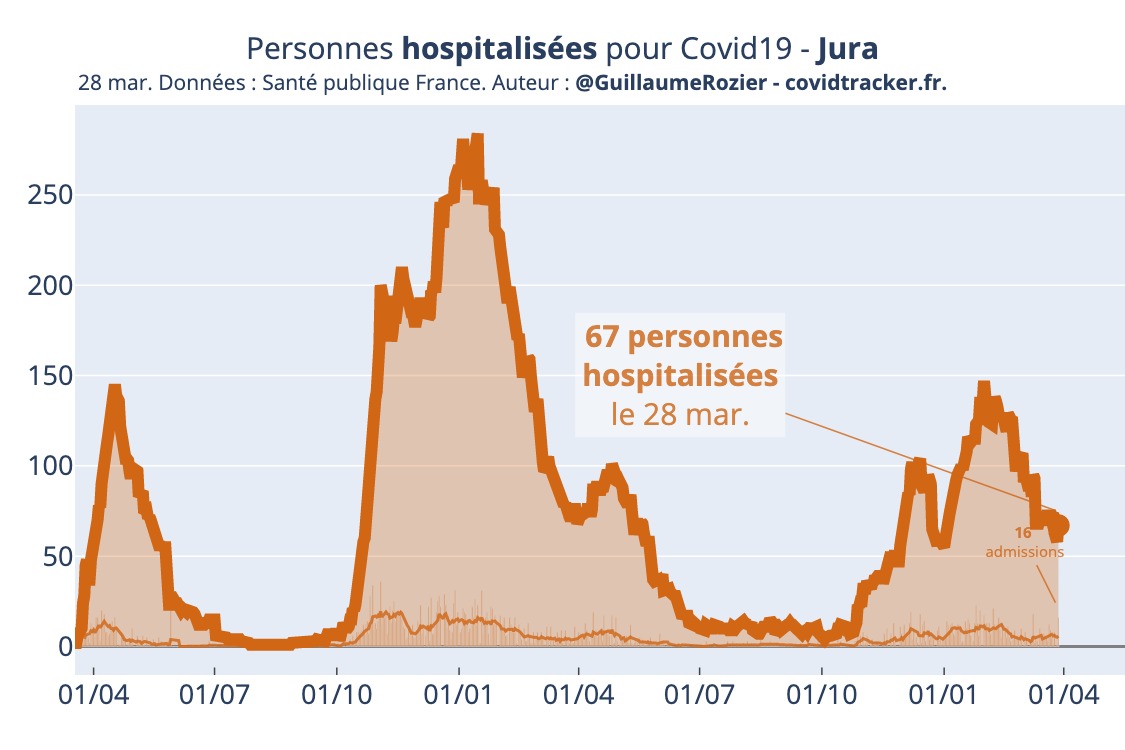 Personnes hospitalisées pour Covid19 - Jura
28 mar. Données : Santé publique France. Auteur : @GuillaumeRozier - covidtracker.fr.
250
200
150
100
50
0
67 personnes
hospitalisées
le 28 mar.
16
admissions
01/04 01/07 01/10 01/01 01/04 01/07 01/10 01/01 01/04